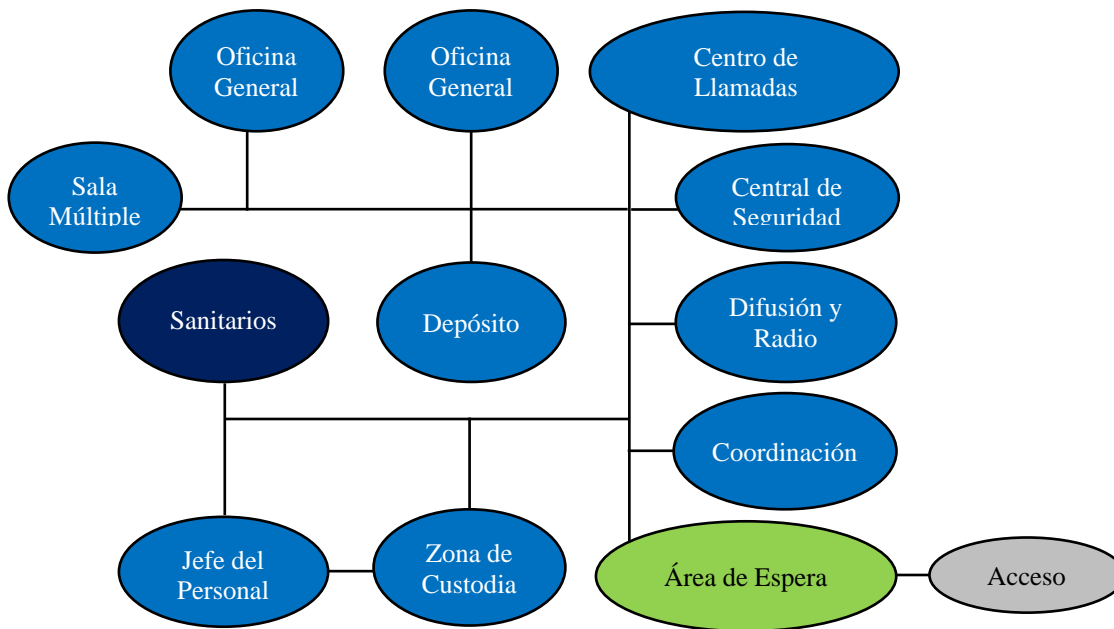 Oficina
General
Oficina
General
Centro de
Llamadas
Sala
Múltiple
Central de
Seguridad
Sanitarios
Depósito
Difusión y
Radio
Coordinación
Jefe del
Personal
Zona de
Custodia
Área de Espera
Acceso